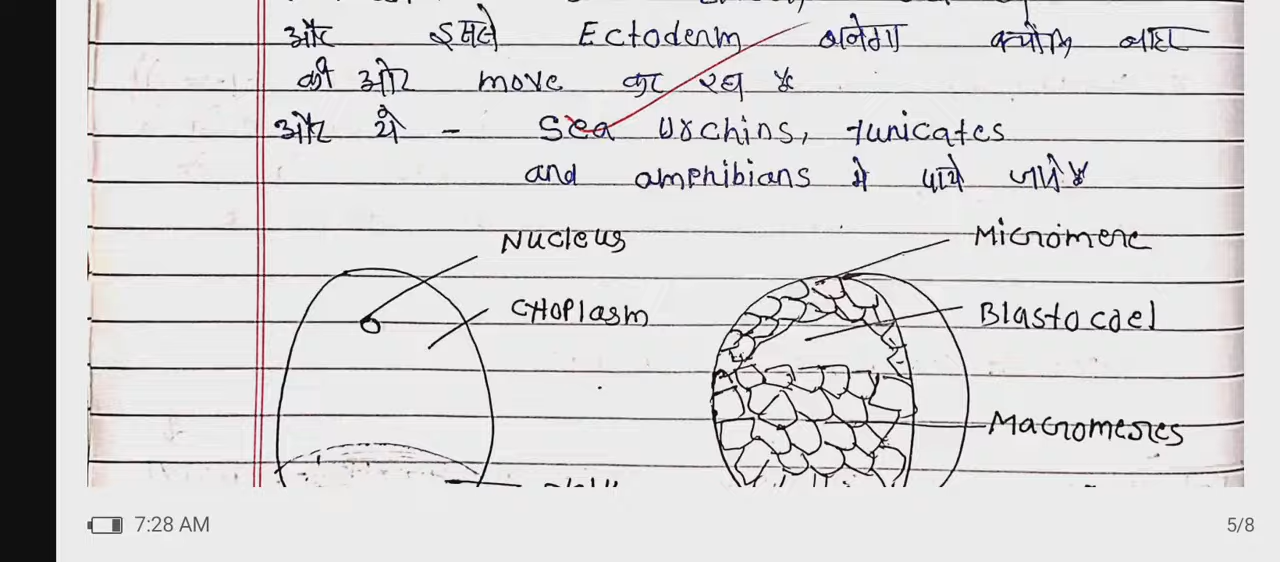 और इससे Ectoderm बनेगा क्योंकि बाहर
की ओर move कर रहा है
और ये - Sea Urchins, tunicates
and amphibians मे पाये जाते है
Nucleus
Micromere
Cytoplasm
Blastocoel
Macromeres
7:28 AM
5/8